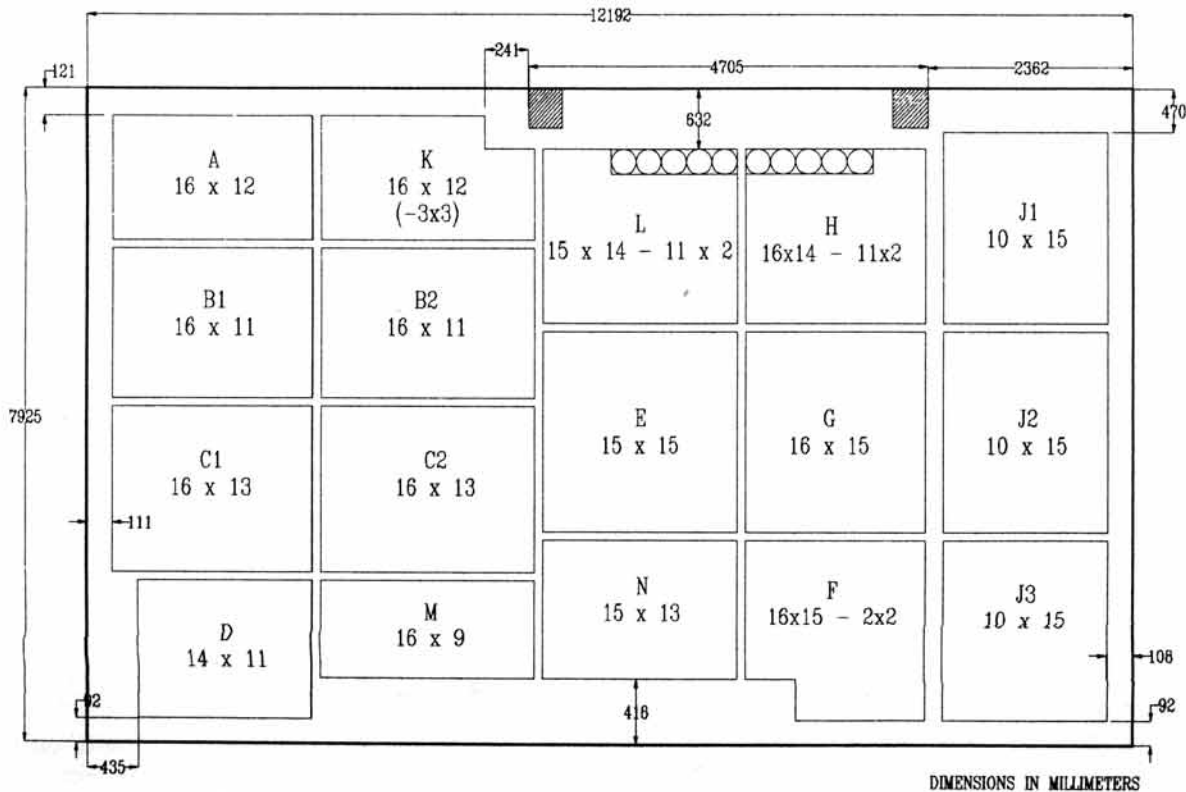 12192
241
4705
2362
121
632
470
A
16 x 12
K
16 x 12
(-3x3)
L
15 x 14 - 11 x 2
H
16x14 - 11x2
J1
10 x 15
B1
16 x 11
B2
16 x 11
7925
C1
16 x 13
C2
16 x 13
E
15 x 15
G
16 x 15
J2
10 x 15
111
D
14 x 11
M
16 x 9
N
15 x 13
F
16x15 - 2x2
J3
10 x 15
108
92
416
92
435
DIMENSIONS IN MILLIMETERS